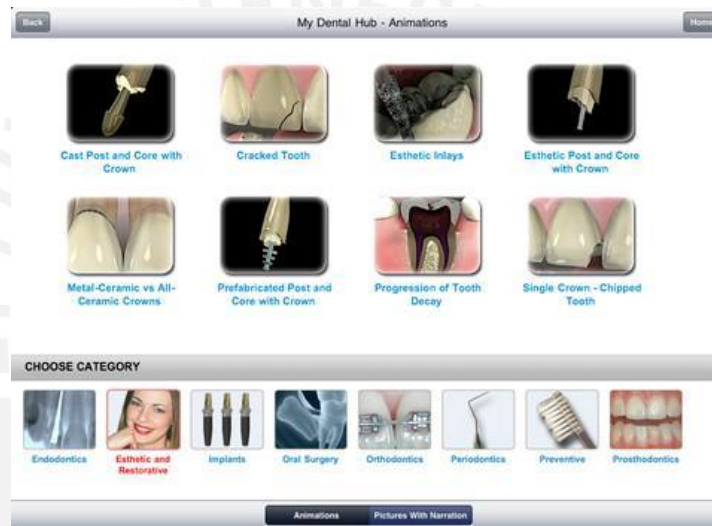 Back
My Dental Hub - Animations
Home
Cast Post and Core with
Crown
Cracked Tooth
Esthetic Inlays
Esthetic Post and Core
with Crown
Metal-Ceramic vs All-
Ceramic Crowns
Prefabricated Post and
Core with Crown
Progression of Tooth
Decay
Single Crown - Chipped
Tooth
CHOOSE CATEGORY
Endodontics
Esthetic and
Restorative
Implants
Oral Surgery
Orthodontics
Periodontics
Preventive
Prosthodontics
Animations
Pictures With Narration